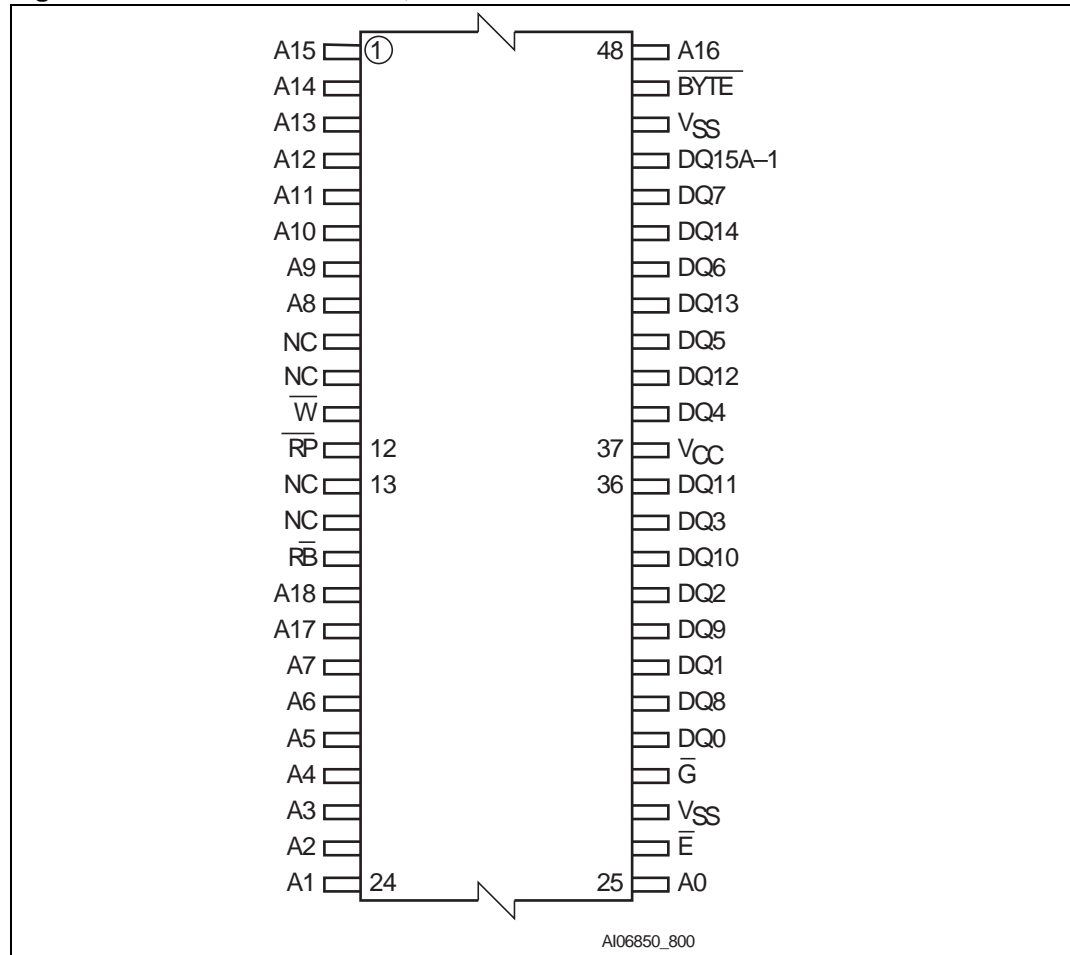 A15 1 48 A16
A14 B̅Y̅T̅E̅
A13 VSS
A12 DQ15A–1
A11 DQ7
A10 DQ14
A9 DQ6
A8 DQ13
NC DQ5
NC DQ12
W̅ DQ4
R̅P̅ 12 37 VCC
NC 13 36 DQ11
NC DQ3
RB̅ DQ10
A18 DQ2
A17 DQ9
A7 DQ1
A6 DQ8
A5 DQ0
A4 G̅
A3 VSS
A2 E̅
A1 24 25 A0
AI06850_800